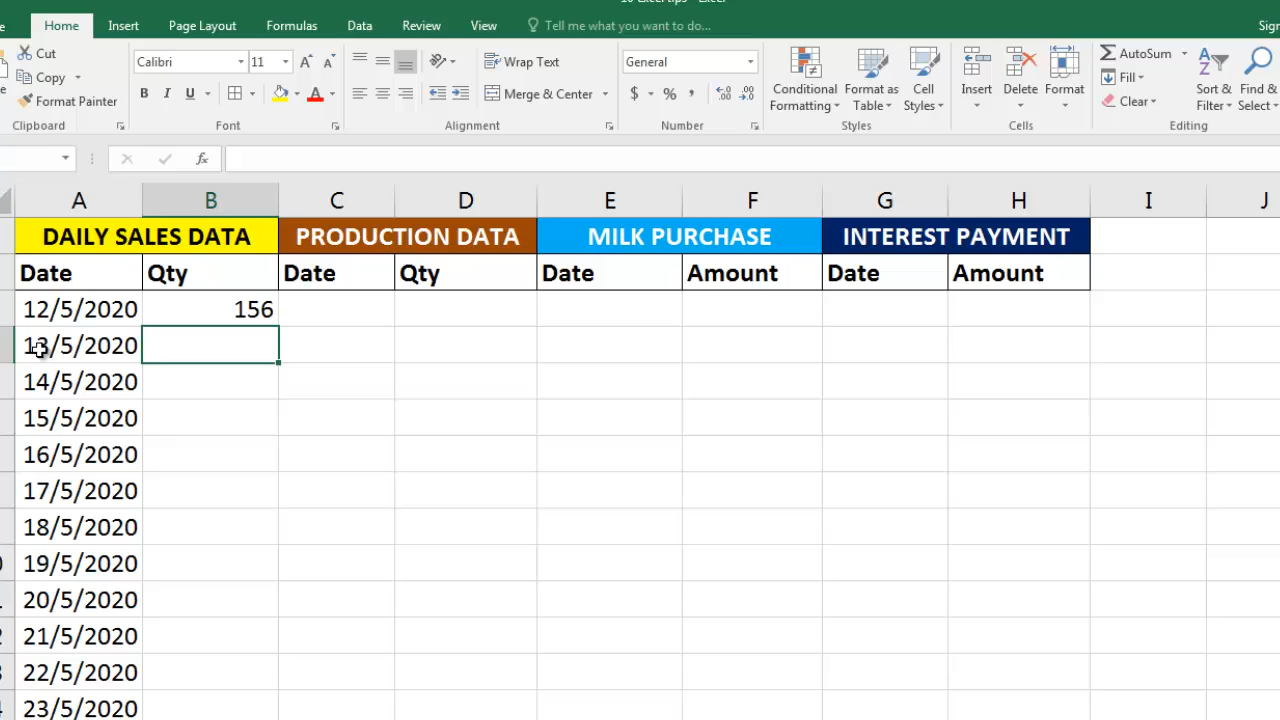 Home Insert Page Layout Formulas Data Review View Tell me what you want to do...
Cut
Copy
Format Painter
Clipboard
Calibri 11
B I U
Font
Wrap Text
Merge & Center
Alignment
General
$ % ,
Number
Conditional Formatting
Format as Table
Cell Styles
Styles
Insert Delete Format
Cells
AutoSum
Fill
Clear
Sort & Filter
Find & Select
Editing
fx
A B C D E F G H I J
DAILY SALES DATA PRODUCTION DATA MILK PURCHASE INTEREST PAYMENT
Date Qty Date Qty Date Amount Date Amount
12/5/2020 156
13/5/2020
14/5/2020
15/5/2020
16/5/2020
17/5/2020
18/5/2020
19/5/2020
20/5/2020
21/5/2020
22/5/2020
23/5/2020